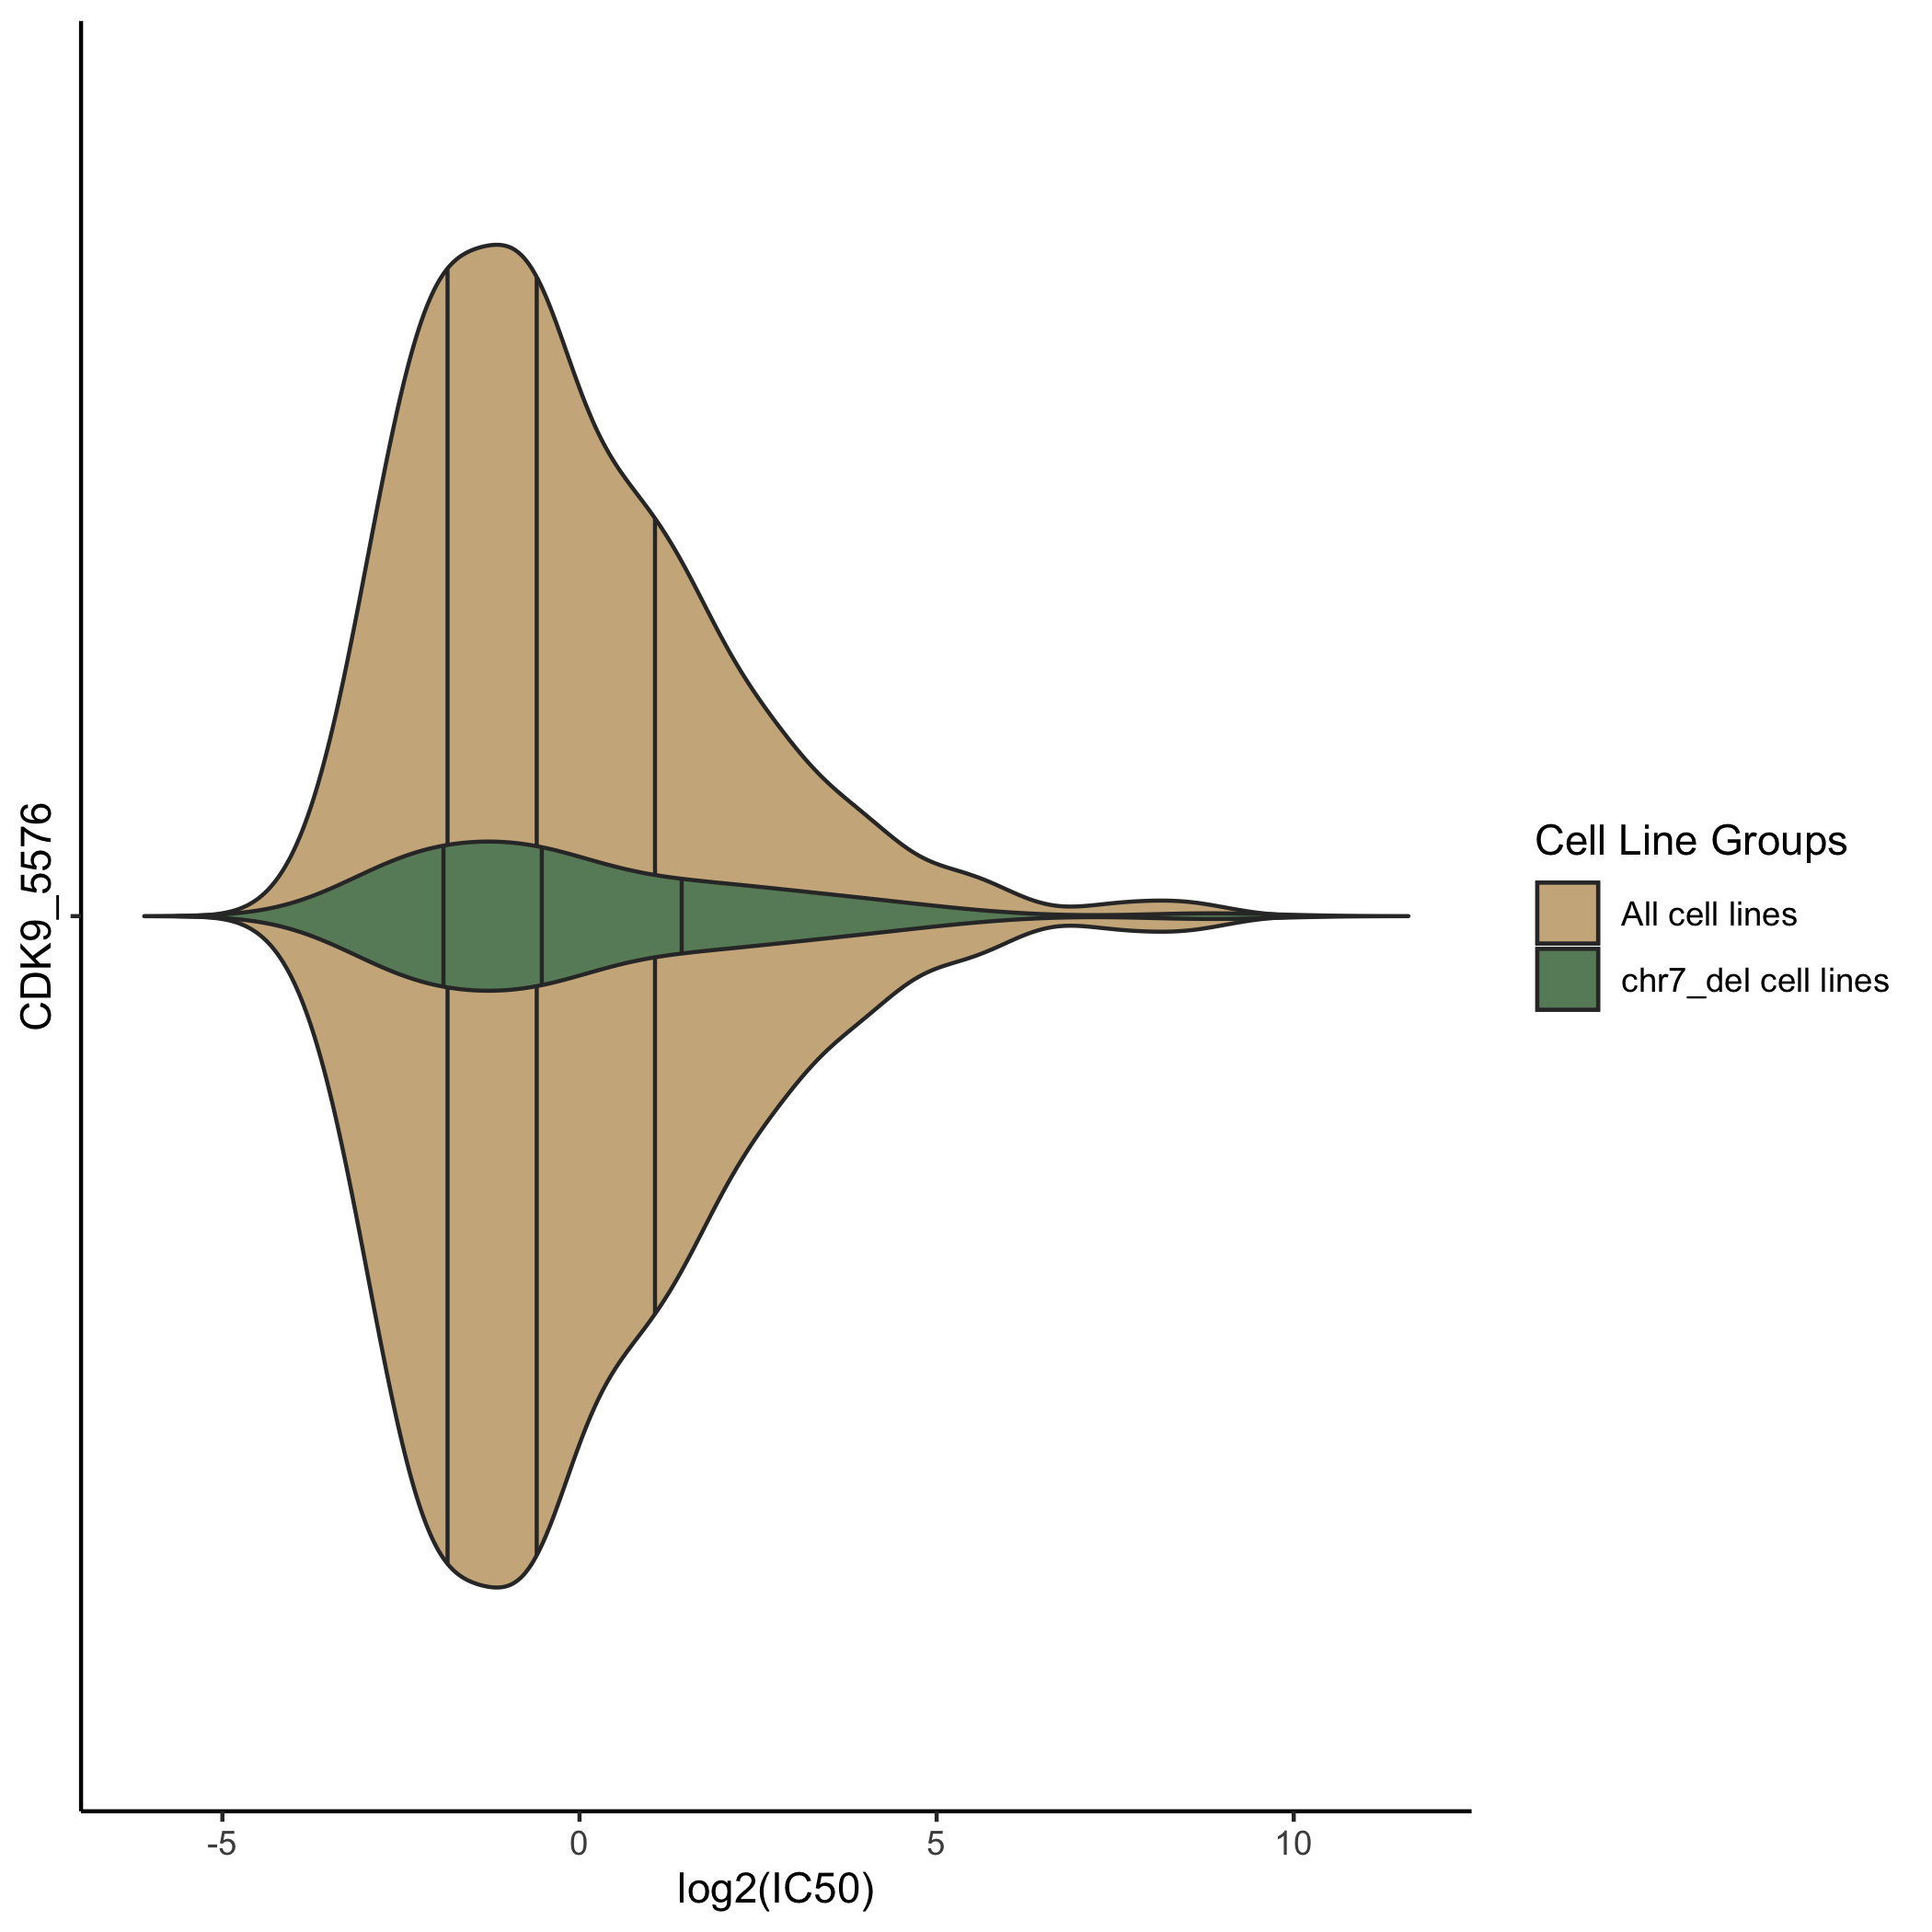 CDK9_5576
Cell Line Groups
All cell lines
chr7_del cell lines
-5 0 5 10
log2(IC50)